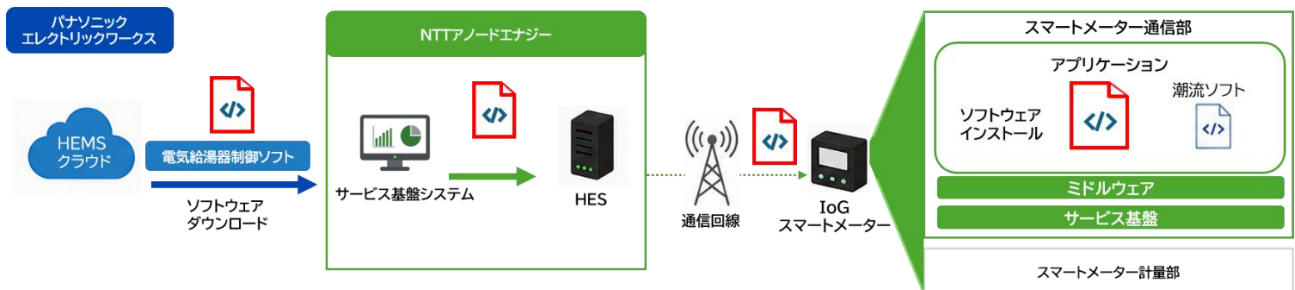 パナソニック
エレクトリックワークス
HEMS
クラウド
</>
電気給湯器制御ソフト
ソフトウェア
ダウンロード
NTTアノードエナジー
</>
サービス基盤システム
HES
通信回線
</>
IoG
スマートメーター
スマートメーター通信部
アプリケーション
ソフトウェア
インストール
</>
潮流ソフト
</>
ミドルウェア
サービス基盤
スマートメーター計量部